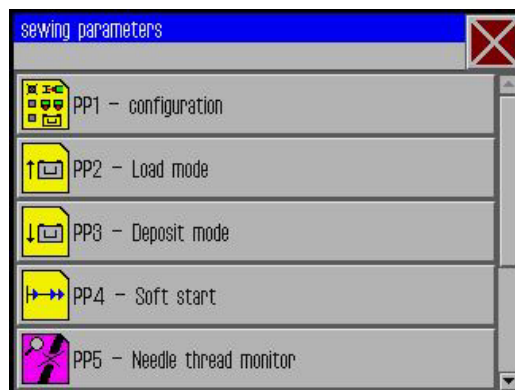 sewing parameters
PP1 - configuration
PP2 - Load mode
PP3 - Deposit mode
PP4 - Soft start
PP5 - Needle thread monitor